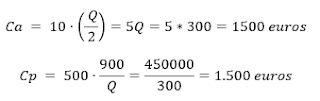 Ca = 10 · (Q/2) = 5Q = 5 * 300 = 1500 euros
Cp = 500 · 900/Q = 450000/300 = 1.500 euros